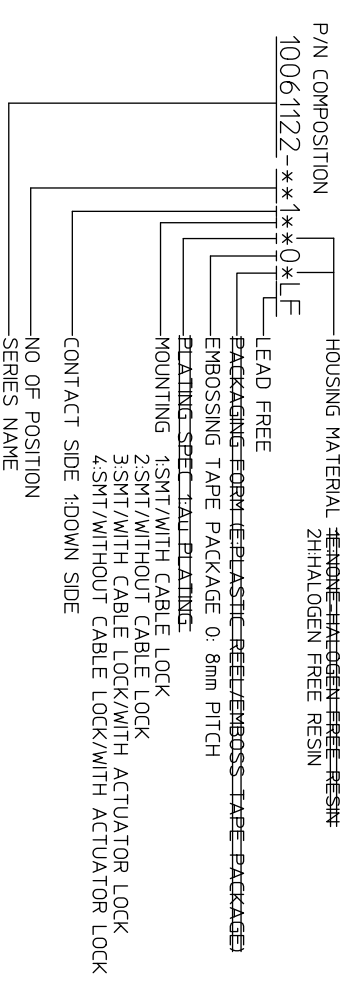 P/N COMPOSITION
10061122-**1**0*LF
HOUSING MATERIAL 1E:NONE-HALOGEN FREE RESIN
2H:HALOGEN FREE RESIN
LEAD FREE
PACKAGING FORM (E:PLASTIC REEL/EMBOSS TAPE PACKAGE)
EMBOSSING TAPE PACKAGE 0: 8mm PITCH
PLATING SPEC 1:Au PLATING
MOUNTING 1:SMT/WITH CABLE LOCK
2:SMT/WITHOUT CABLE LOCK
3:SMT/WITH CABLE LOCK/WITH ACTUATOR LOCK
4:SMT/WITHOUT CABLE LOCK/WITH ACTUATOR LOCK
CONTACT SIDE 1:DOWN SIDE
NO OF POSITION
SERIES NAME